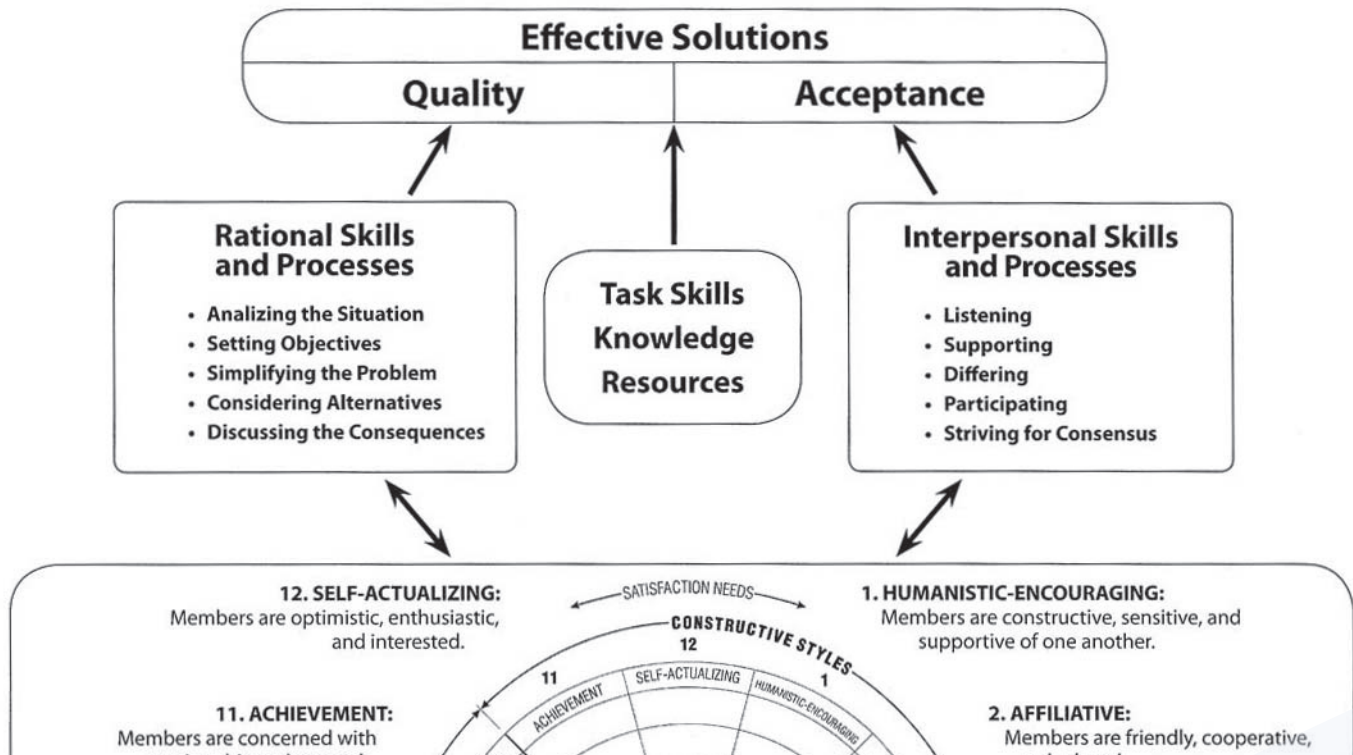 Effective Solutions
Quality
Acceptance
Rational Skills
and Processes
• Analizing the Situation
• Setting Objectives
• Simplifying the Problem
• Considering Alternatives
• Discussing the Consequences
Task Skills
Knowledge
Resources
Interpersonal Skills
and Processes
• Listening
• Supporting
• Differing
• Participating
• Striving for Consensus
12. SELF-ACTUALIZING:
Members are optimistic, enthusiastic,
and interested.
SATISFACTION NEEDS
CONSTRUCTIVE STYLES
12
11
1
ACHIEVEMENT
SELF-ACTUALIZING
HUMANISTIC-ENCOURAGING
1. HUMANISTIC-ENCOURAGING:
Members are constructive, sensitive, and
supportive of one another.
11. ACHIEVEMENT:
Members are concerned with
2. AFFILIATIVE:
Members are friendly, cooperative,